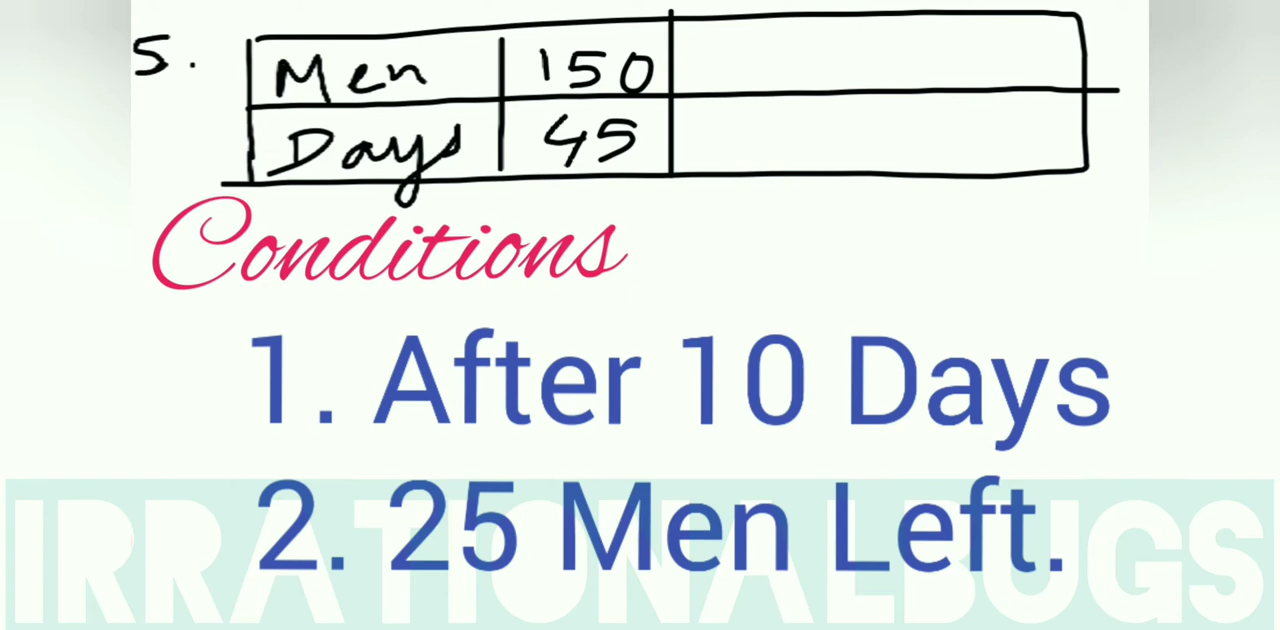 5.
Men 150
Days 45
Conditions
1. After 10 Days
2. 25 Men Left.
IRRATIONALBUGS